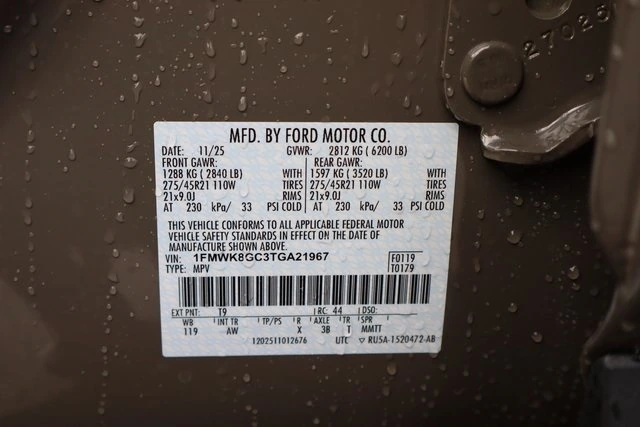 27025
MFD. BY FORD MOTOR CO.
DATE: 11/25 GVWR: 2812 KG ( 6200 LB)
FRONT GAWR: REAR GAWR:
1288 KG ( 2840 LB) WITH 1597 KG ( 3520 LB) WITH
275/45R21 110W TIRES 275/45R21 110W TIRES
21x9.0J RIMS 21x9.0J RIMS
AT 230 kPa/ 33 PSI COLD AT 230 kPa/ 33 PSI COLD
THIS VEHICLE CONFORMS TO ALL APPLICABLE FEDERAL MOTOR
VEHICLE SAFETY STANDARDS IN EFFECT ON THE DATE OF
MANUFACTURE SHOWN ABOVE.
VIN: 1FMWK8GC3TGA21967 F0119
TYPE: MPV T0179
EXT PNT: T9 RC: 44 DSO:
WB INT TR TP/PS R AXLE TR SPR
119 AW X 3B T MMTT
1202511012676 UTC ▽ RU5A-1520472-AB